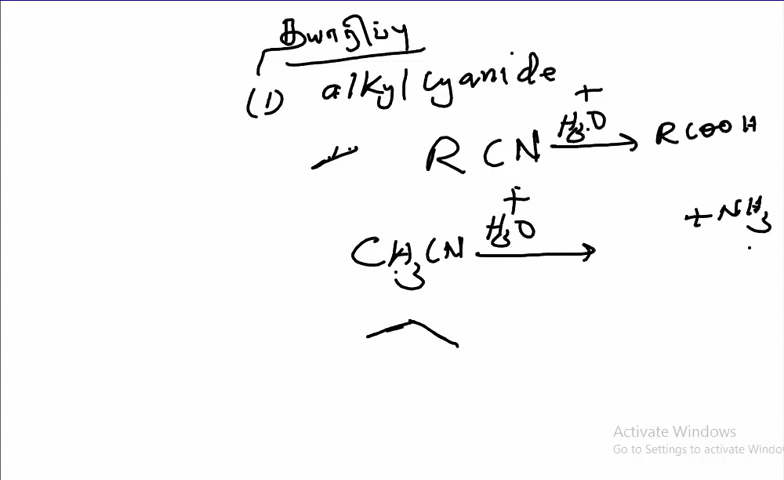 (1) alkyl cyanide
RCN H₃O⁺ → RCOOH
+ NH₃
CH₃CN H₃O⁺ →
Activate Windows
Go to Settings to activate Windo